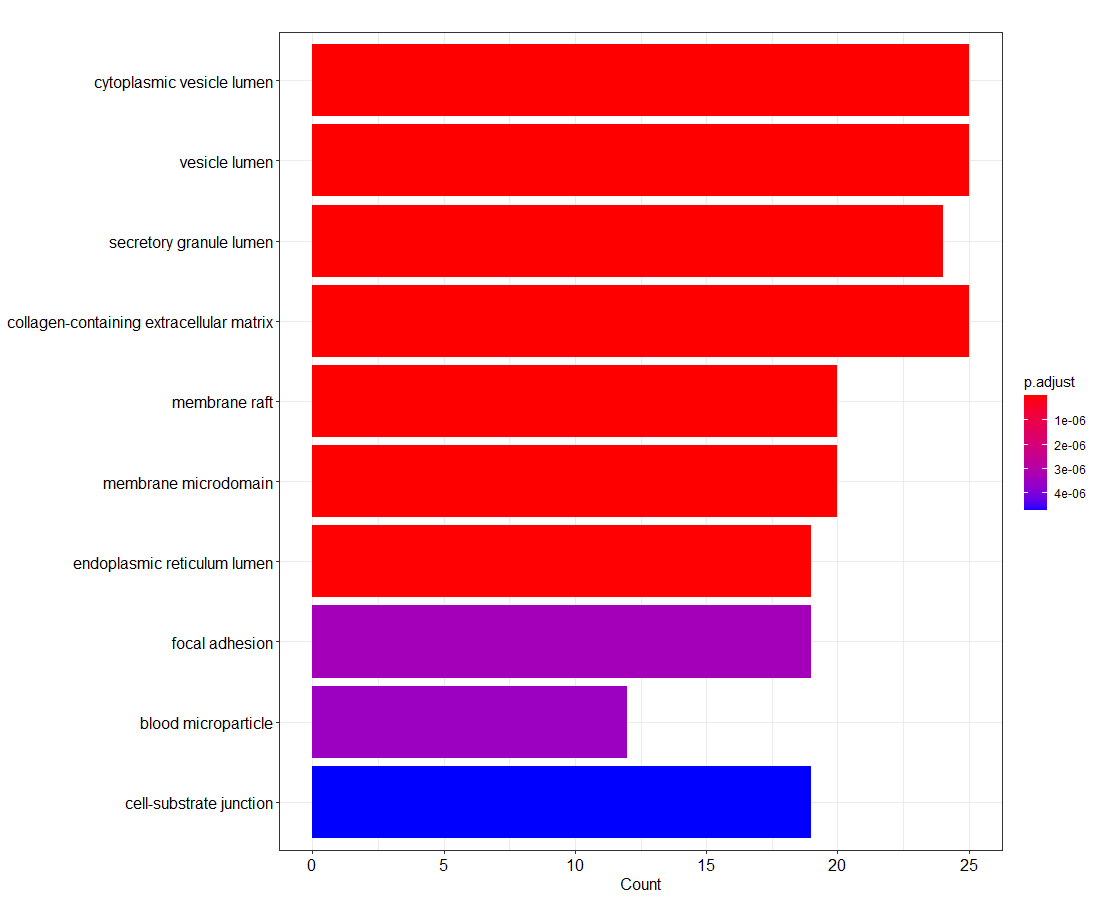 cytoplasmic vesicle lumen
vesicle lumen
secretory granule lumen
collagen-containing extracellular matrix
membrane raft
membrane microdomain
endoplasmic reticulum lumen
focal adhesion
blood microparticle
cell-substrate junction
0 5 10 15 20 25
Count
p.adjust
1e-06
2e-06
3e-06
4e-06